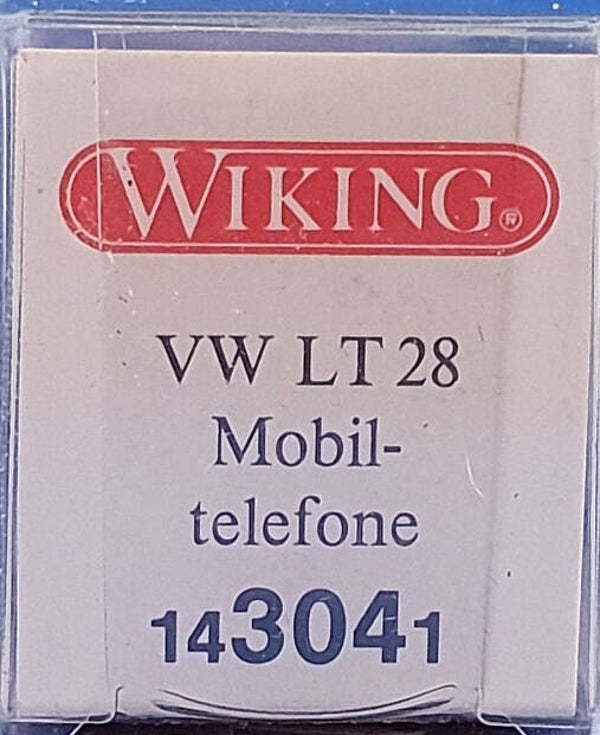 WIKING®
VW LT 28
Mobil-
telefone
143041